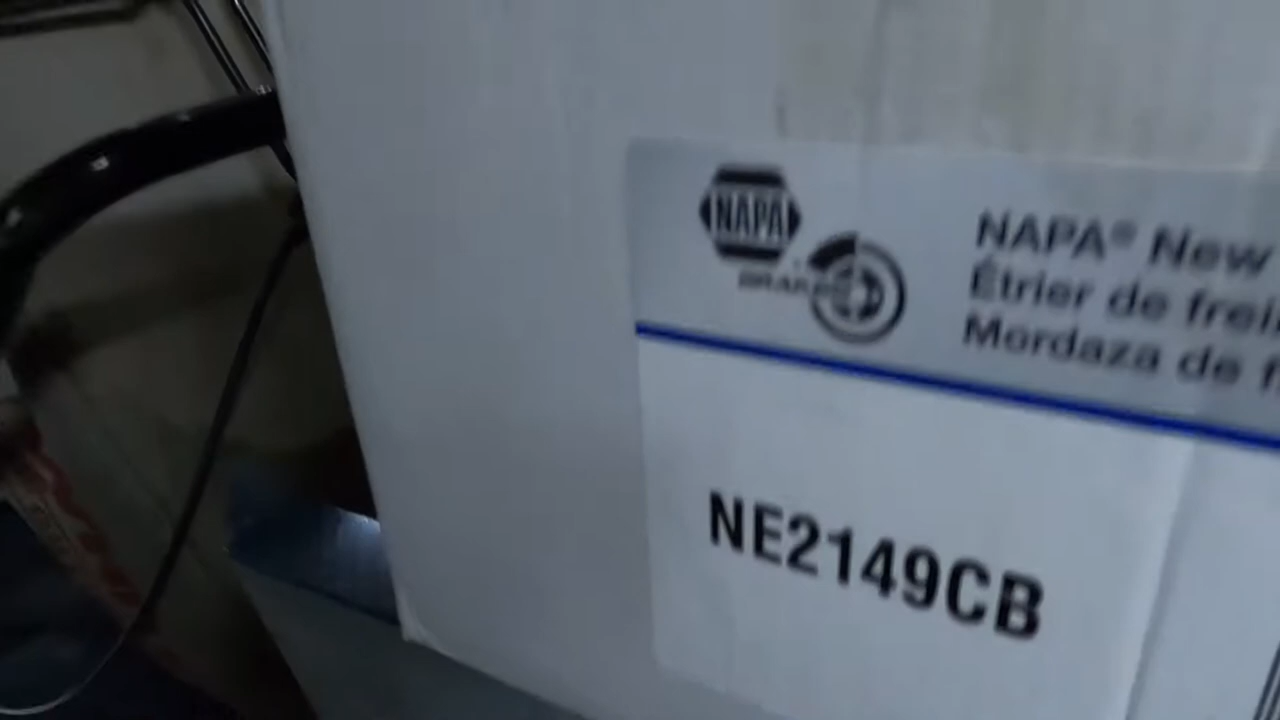 NAPA
NAPA® New
Étrier de frei
Mordaza de f
NE2149CB